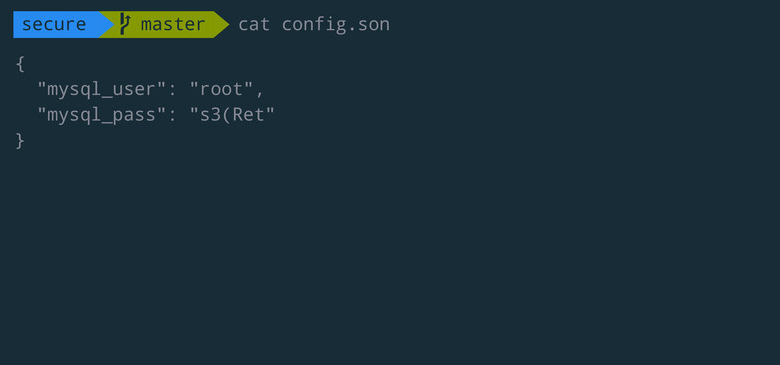 secure master cat config.son
{
"mysql_user": "root",
"mysql_pass": "s3(Ret"
}